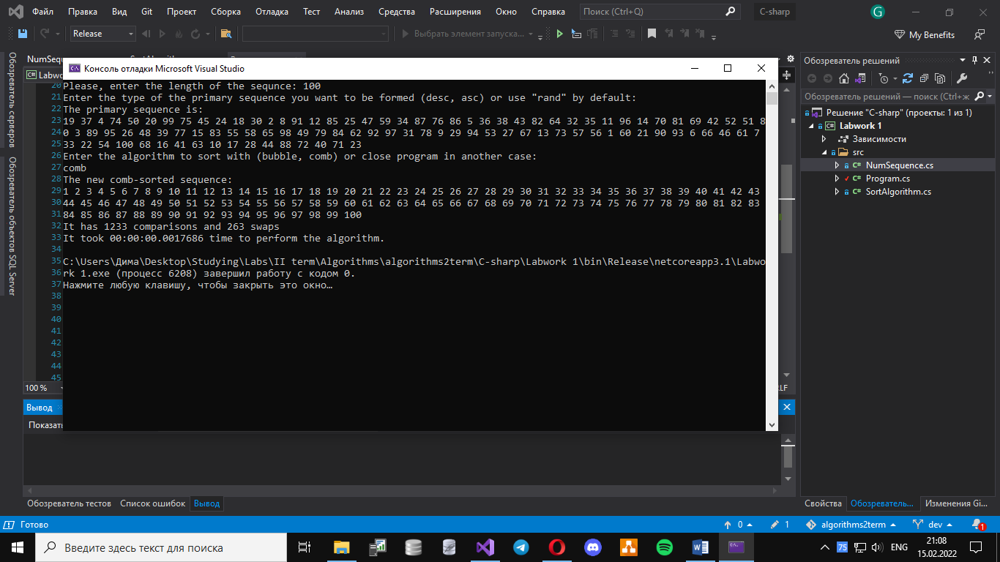 Файл Правка Вид Git Проект Сборка Отладка Тест Анализ Средства Расширения Окно Справка Поиск (Ctrl+Q) C-sharp G
Release Выбрать элемент запуска... My Benefits
Обозреватель серверов
Обозреватель объектов SQL Server
Консоль отладки Microsoft Visual Studio
20 Please, enter the length of the sequnce: 100
21 Enter the type of the primary sequence you want to be formed (desc, asc) or use "rand" by default:
22 The primary sequence is:
23 19 37 4 74 50 20 99 75 45 24 18 30 2 8 91 12 85 25 47 59 34 87 76 86 5 36 38 43 82 64 32 35 11 96 14 70 81 69 42 52 51 8
24 0 3 89 95 26 48 39 77 15 83 55 58 65 98 49 79 84 62 92 97 31 78 9 29 94 53 27 67 13 73 57 56 1 60 21 90 93 6 66 46 61 7
25 33 22 54 100 68 16 41 63 10 17 28 44 88 72 40 71 23
26 Enter the algorithm to sort with (bubble, comb) or close program in another case:
27 comb
28 The new comb-sorted sequence:
29 1 2 3 4 5 6 7 8 9 10 11 12 13 14 15 16 17 18 19 20 21 22 23 24 25 26 27 28 29 30 31 32 33 34 35 36 37 38 39 40 41 42 43
30 44 45 46 47 48 49 50 51 52 53 54 55 56 57 58 59 60 61 62 63 64 65 66 67 68 69 70 71 72 73 74 75 76 77 78 79 80 81 82 83
31 84 85 86 87 88 89 90 91 92 93 94 95 96 97 98 99 100
32 It has 1233 comparisons and 263 swaps
33 It took 00:00:00.0017686 time to perform the algorithm.
34
35 C:\Users\Дима\Desktop\Studying\Labs\II term\Algorithms\algorithms2term\C-sharp\Labwork 1\bin\Release\netcoreapp3.1\Labwo
36 rk 1.exe (процесс 6208) завершил работу с кодом 0.
37 Нажмите любую клавишу, чтобы закрыть это окно…
38
39
40
41
42
43
44
45
100 %
Вывод
Обозреватель тестов Список ошибок Вывод
Обозреватель решений
Обозреватель решений — поиск (Ctrl+ж
Решение "C-sharp" (проекты: 1 из 1)
Labwork 1
Зависимости
src
NumSequence.cs
Program.cs
SortAlgorithm.cs
Свойства Обозреватель... Изменения Gi...
Готово 0 1 algorithms2term dev 1
Введите здесь текст для поиска 75 ENG 21:08
15.02.2022